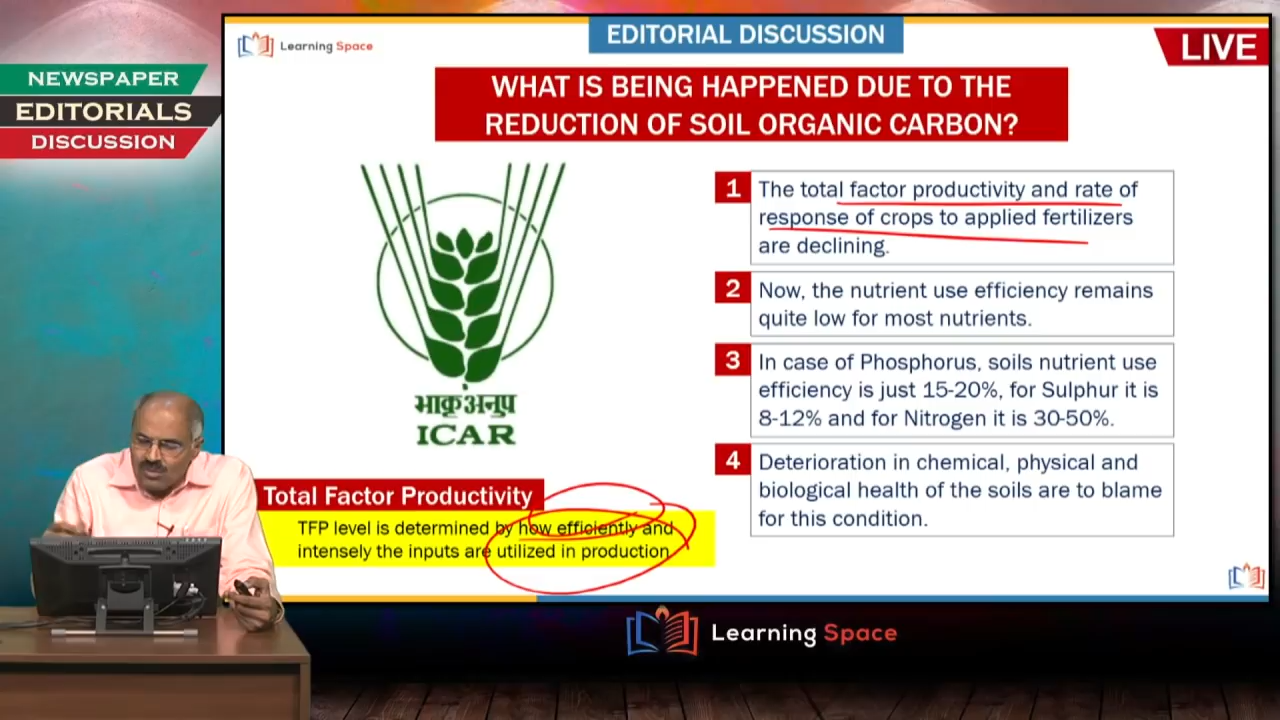 NEWSPAPER
EDITORIALS
DISCUSSION
Learning Space
EDITORIAL DISCUSSION
LIVE
WHAT IS BEING HAPPENED DUE TO THE
REDUCTION OF SOIL ORGANIC CARBON?
भाकृअनुप
ICAR
Total Factor Productivity
TFP level is determined by how efficiently and
intensely the inputs are utilized in production
1 The total factor productivity and rate of
response of crops to applied fertilizers
are declining.
2 Now, the nutrient use efficiency remains
quite low for most nutrients.
3 In case of Phosphorus, soils nutrient use
efficiency is just 15-20%, for Sulphur it is
8-12% and for Nitrogen it is 30-50%.
4 Deterioration in chemical, physical and
biological health of the soils are to blame
for this condition.
Learning Space